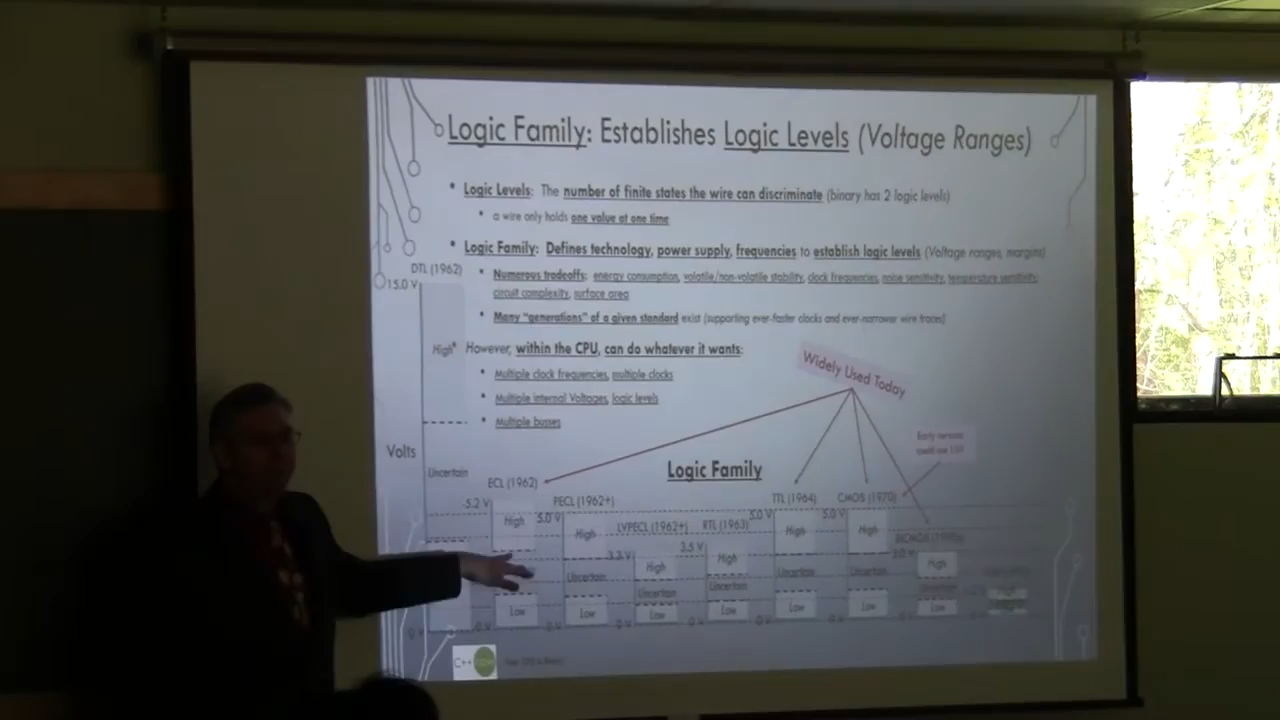 Logic Family: Establishes Logic Levels (Voltage Ranges)
• Logic Levels: The number of finite states the wire can discriminate (binary has 2 logic levels)
• a wire only holds one value at one time
• Logic Family: Defines technology, power supply, frequencies to establish logic levels (Voltage ranges, margins)
• Numerous tradeoffs: energy consumption, volatile/non-volatile stability, clock frequencies, noise sensitivity, temperature sensitivity,
circuit complexity, surface area
• Many "generations" of a given standard exist (supporting ever-faster clocks and ever-narrower wire traces)
However, within the CPU, can do whatever it wants:
• Multiple clock frequencies, multiple clocks
• Multiple internal Voltages, logic levels
• Multiple busses
DTL (1962)
15.0 V
High*
Volts
Uncertain
0 V
Widely Used Today
Early versions
Logic Family
ECL (1962)
-5.2 V
High
Low
-0 V
PECL (1962+)
5.0 V
High
Uncertain
Low
0 V
LVPECL (1962+)
3.3 V
High
Uncertain
Low
0 V
RTL (1963)
3.5 V
High
Uncertain
Low
0 V
TTL (1964)
5.0 V
High
Uncertain
Low
0 V
CMOS (1970)
5.0 V
High
Uncertain
Low
0 V
High
Uncertain
Low
0 V
C++